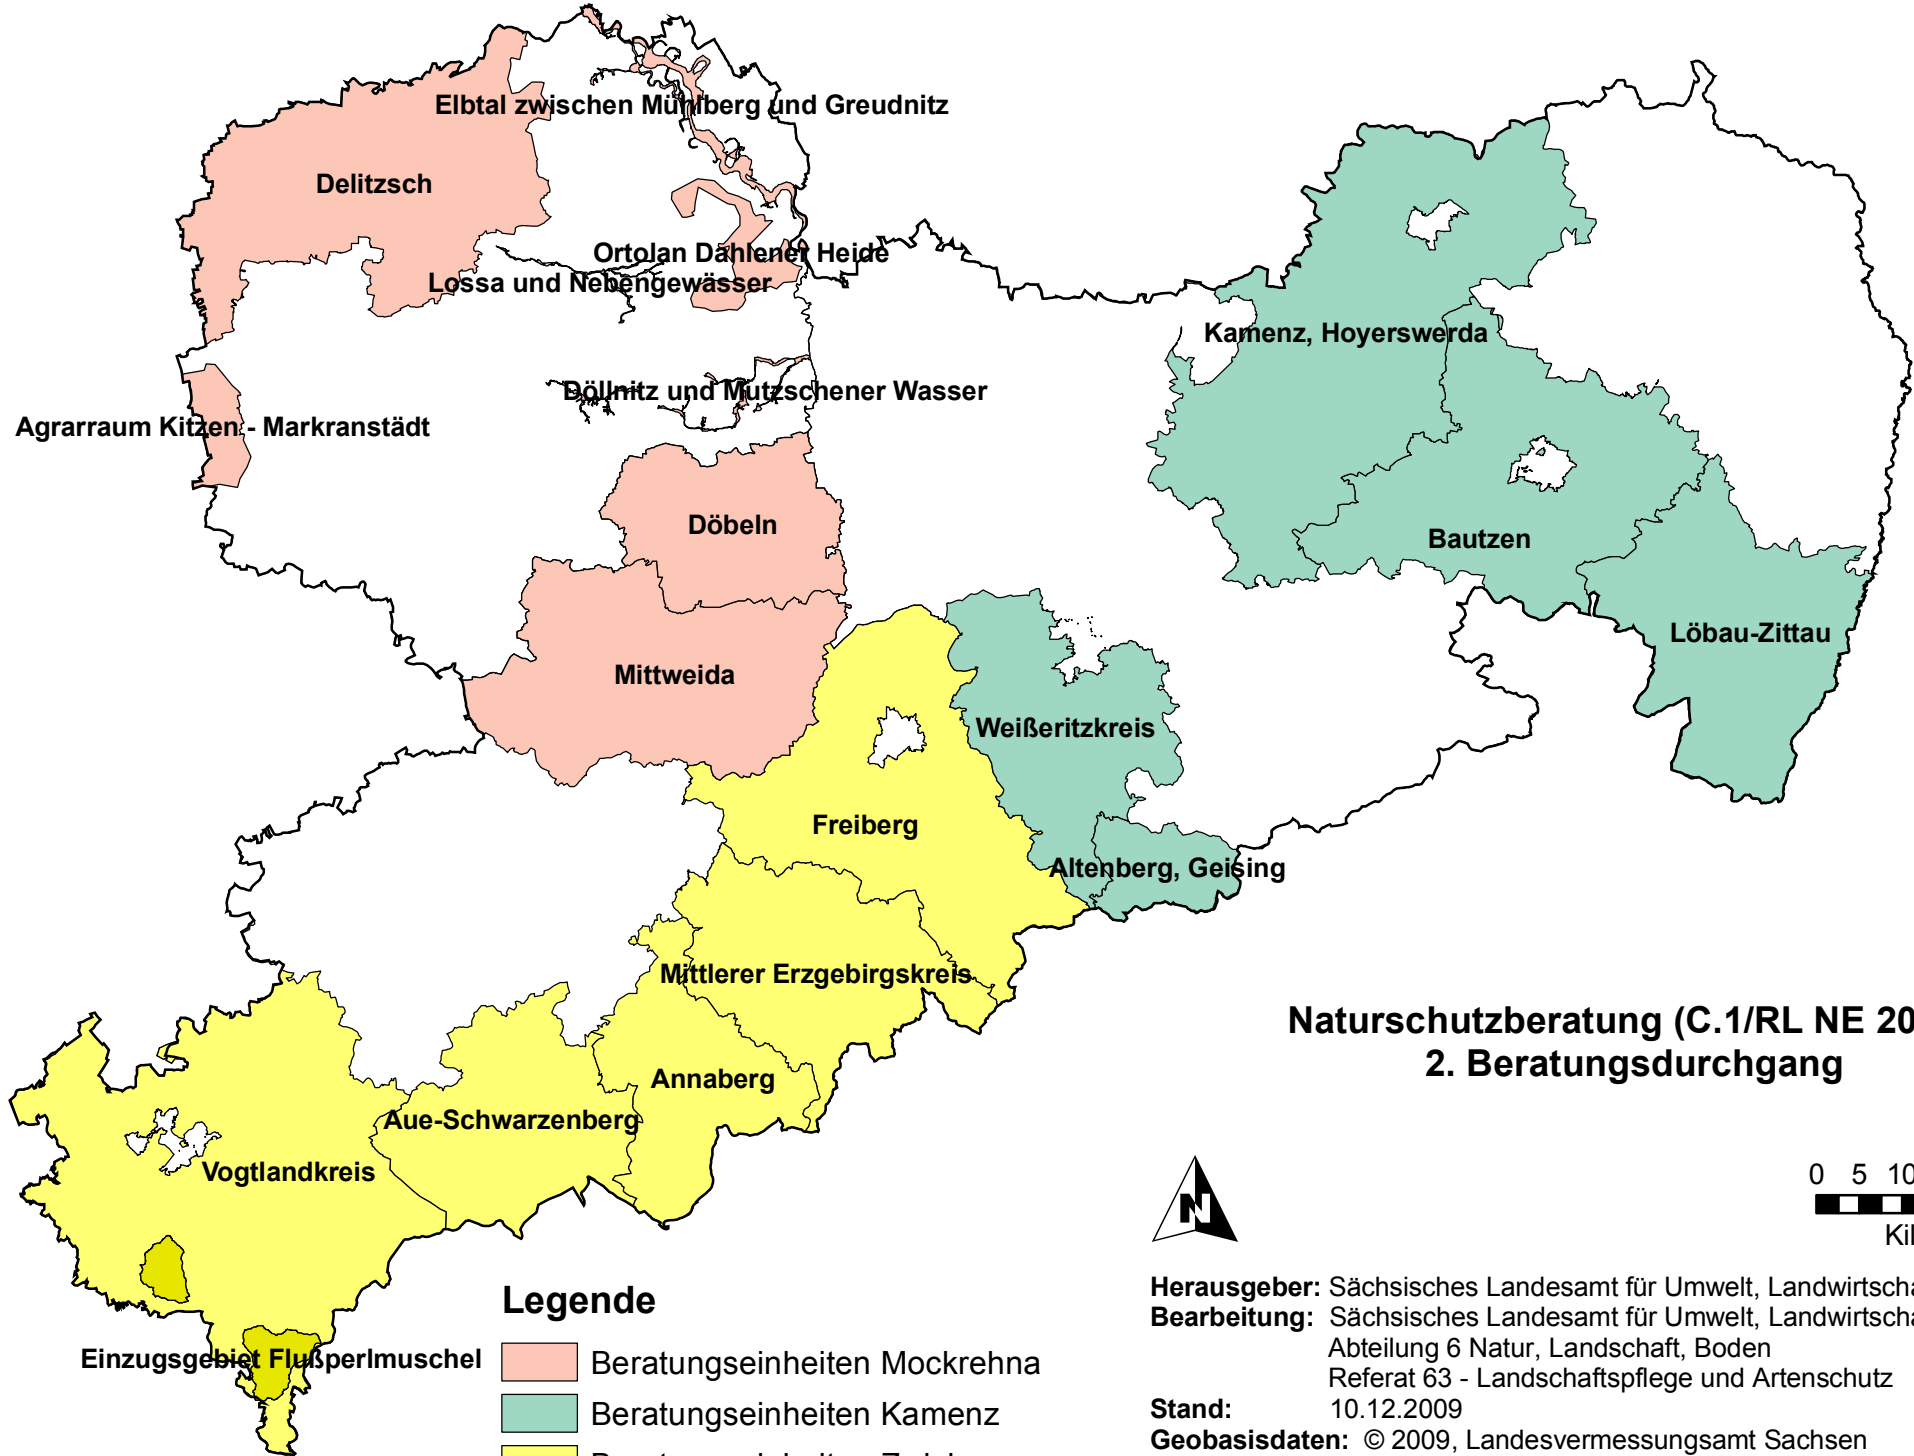 Elbtal zwischen Mühlberg und Greudnitz
Delitzsch
Ortolan Dahlener Heide
Lossa und Nebengewässer
Kamenz, Hoyerswerda
Döllnitz und Mutzschener Wasser
Agrarraum Kitzen - Markranstädt
Döbeln
Bautzen
Löbau-Zittau
Mittweida
Weißeritzkreis
Freiberg
Altenberg, Geising
Mittlerer Erzgebirgskreis
Annaberg
Aue-Schwarzenberg
Vogtlandkreis
Einzugsgebiet Flußperlmuschel
Naturschutzberatung (C.1/RL NE 20
2. Beratungsdurchgang
N
0 5 10
Kil
Legende
Beratungseinheiten Mockrehna
Beratungseinheiten Kamenz
Herausgeber: Sächsisches Landesamt für Umwelt, Landwirtscha
Bearbeitung: Sächsisches Landesamt für Umwelt, Landwirtscha
Abteilung 6 Natur, Landschaft, Boden
Referat 63 - Landschaftspflege und Artenschutz
Stand: 10.12.2009
Geobasisdaten: © 2009, Landesvermessungsamt Sachsen